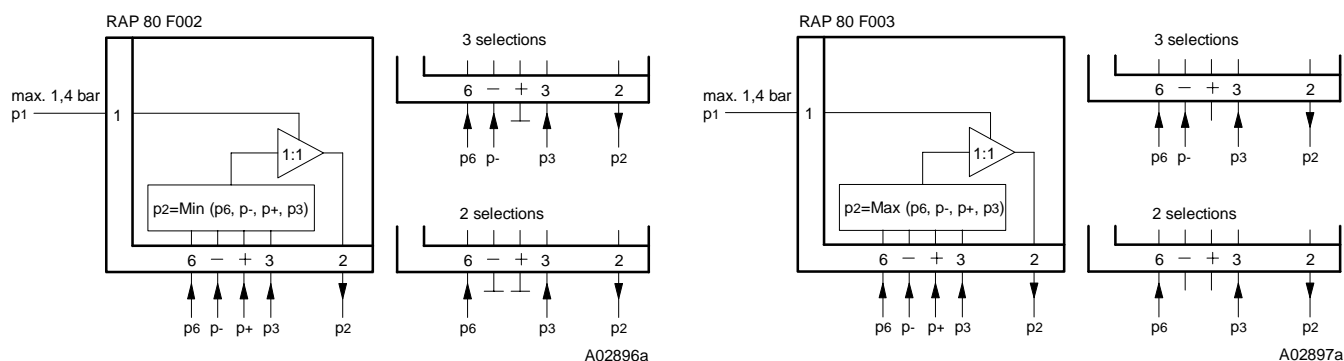 RAP 80 F002
max. 1,4 bar
p1
1
1:1
p2=Min (p6, p-, p+, p3)
6 – + 3 2
p6 p- p+ p3 p2
3 selections
6 – + 3 2
p6 p- p3 p2
2 selections
6 – + 3 2
p6 p3 p2
A02896a
RAP 80 F003
max. 1,4 bar
p1
1
1:1
p2=Max (p6, p-, p+, p3)
6 – + 3 2
p6 p- p+ p3 p2
3 selections
6 – + 3 2
p6 p- p3 p2
2 selections
6 – + 3 2
p6 p3 p2
A02897a